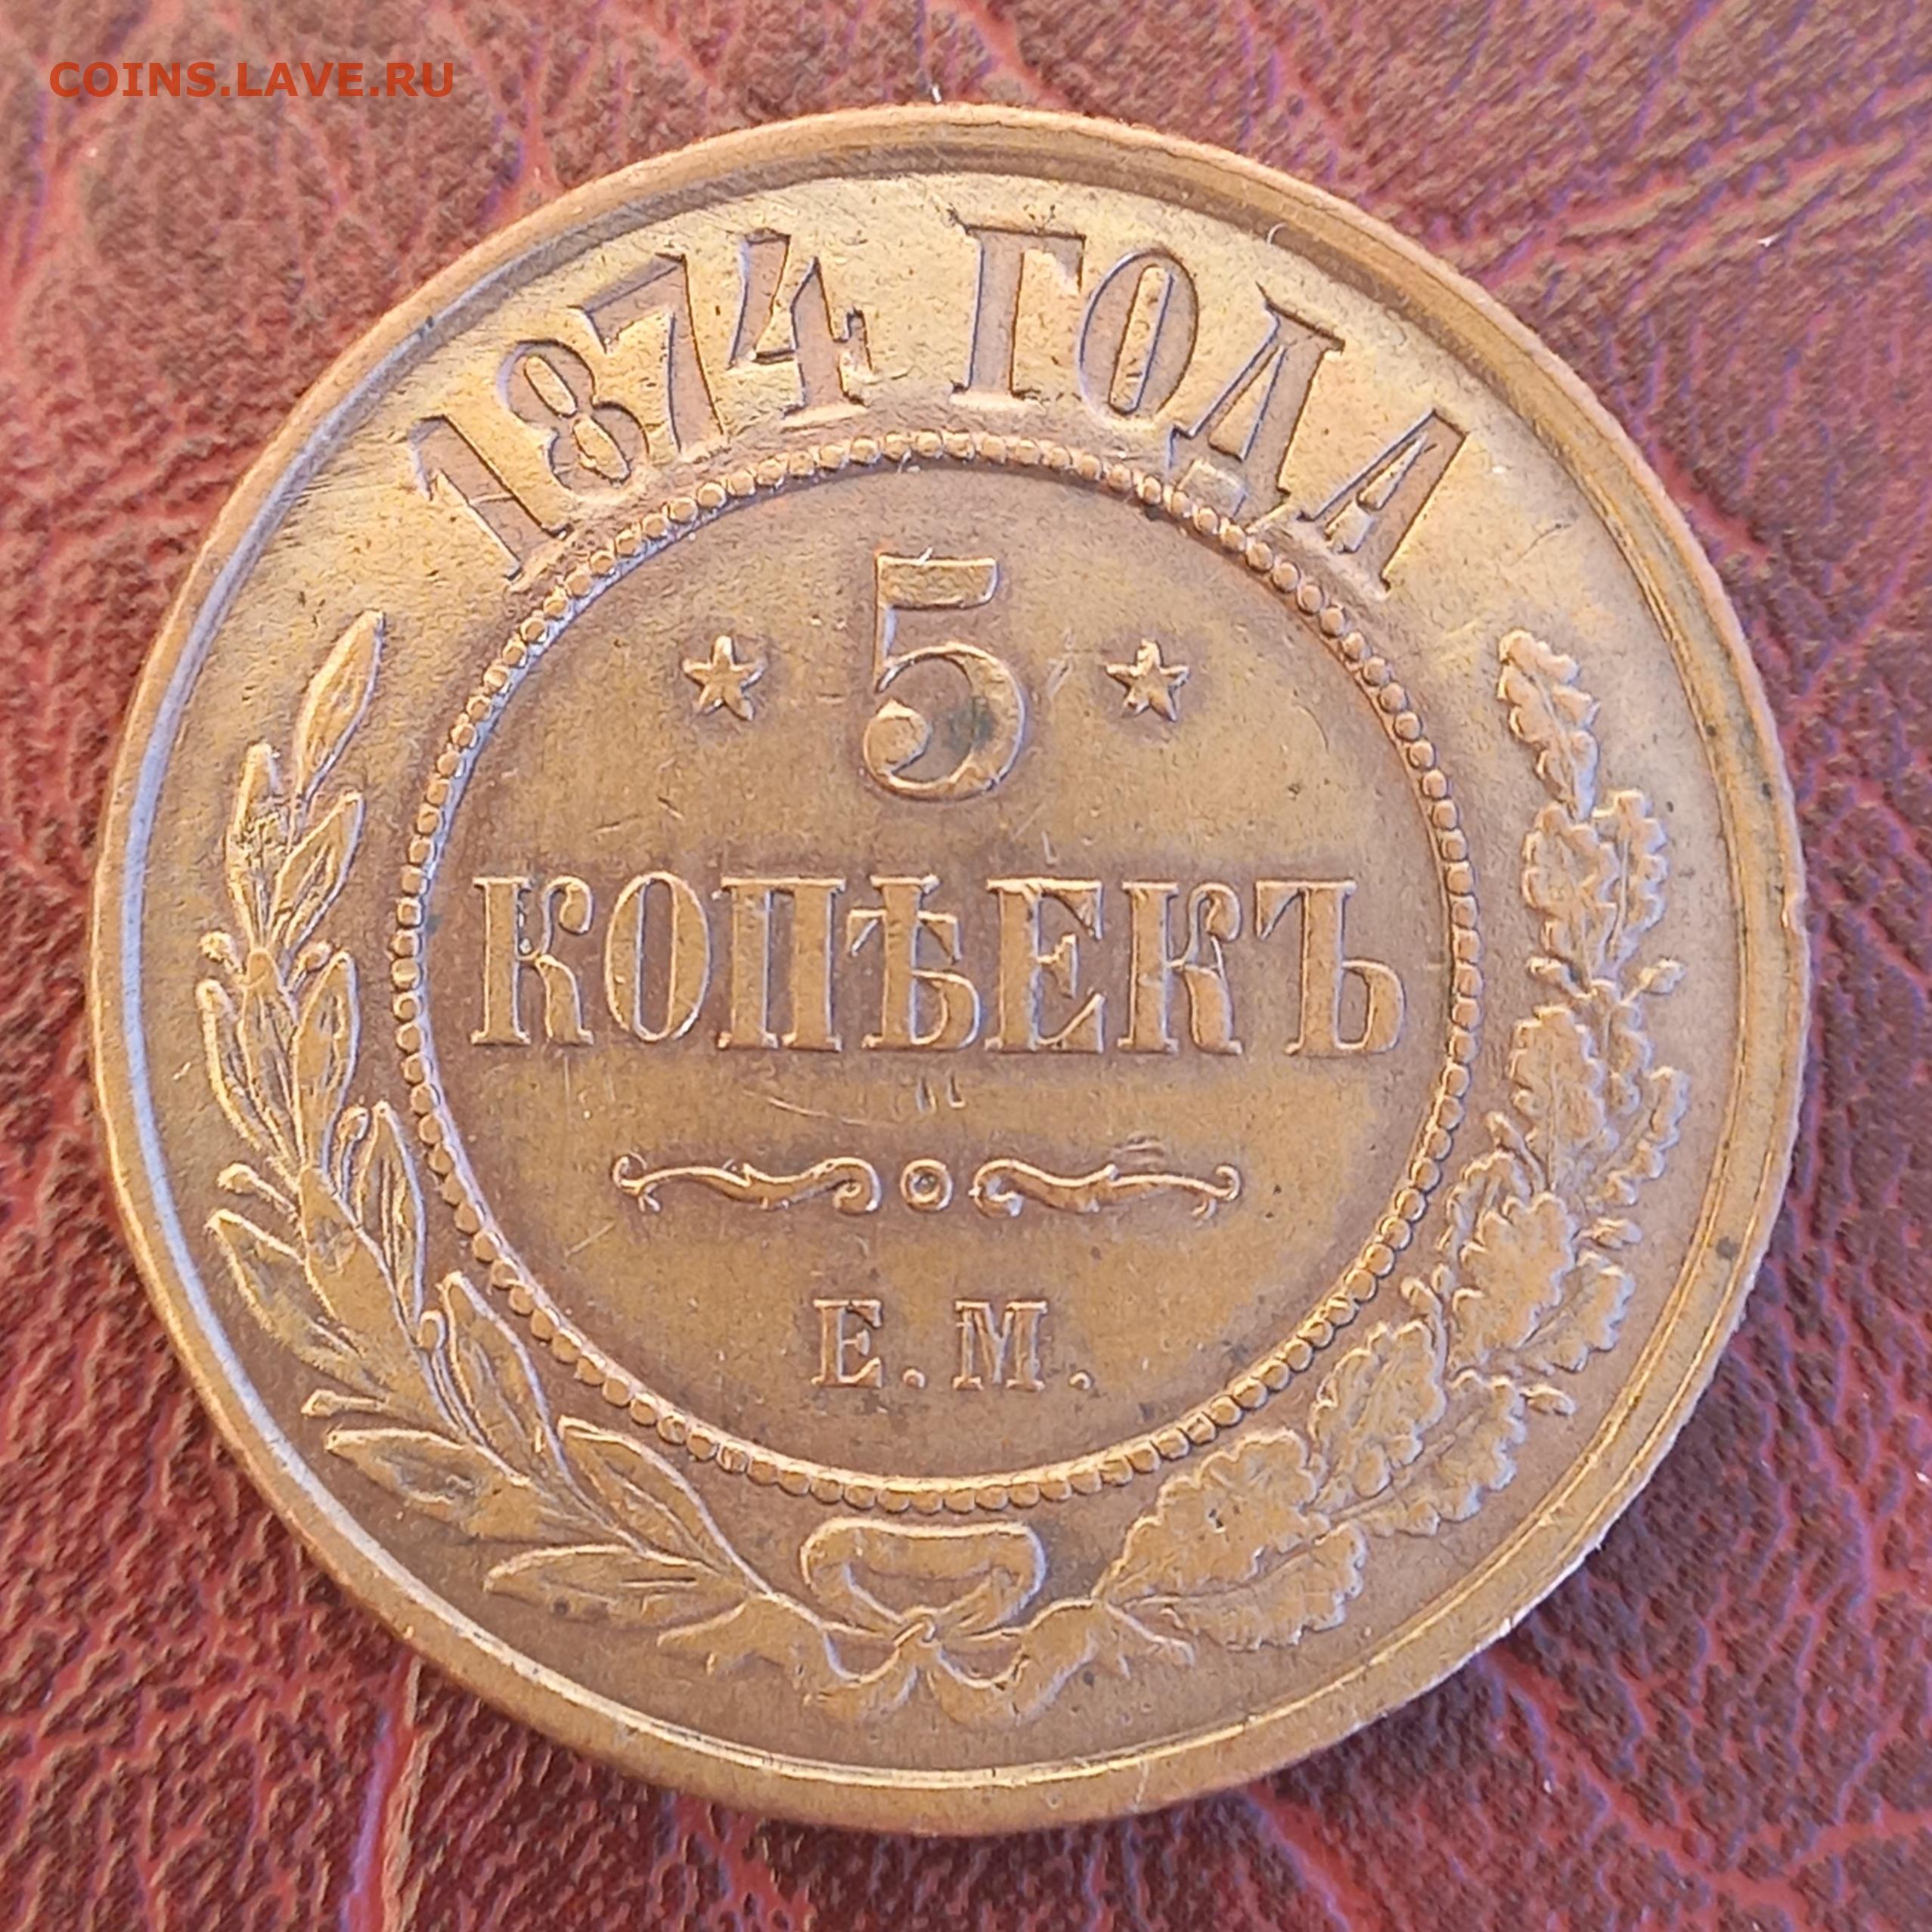 COINS.LAVE.RU
1874 ГОДА
5
КОПѢЕКЪ
Е.М.